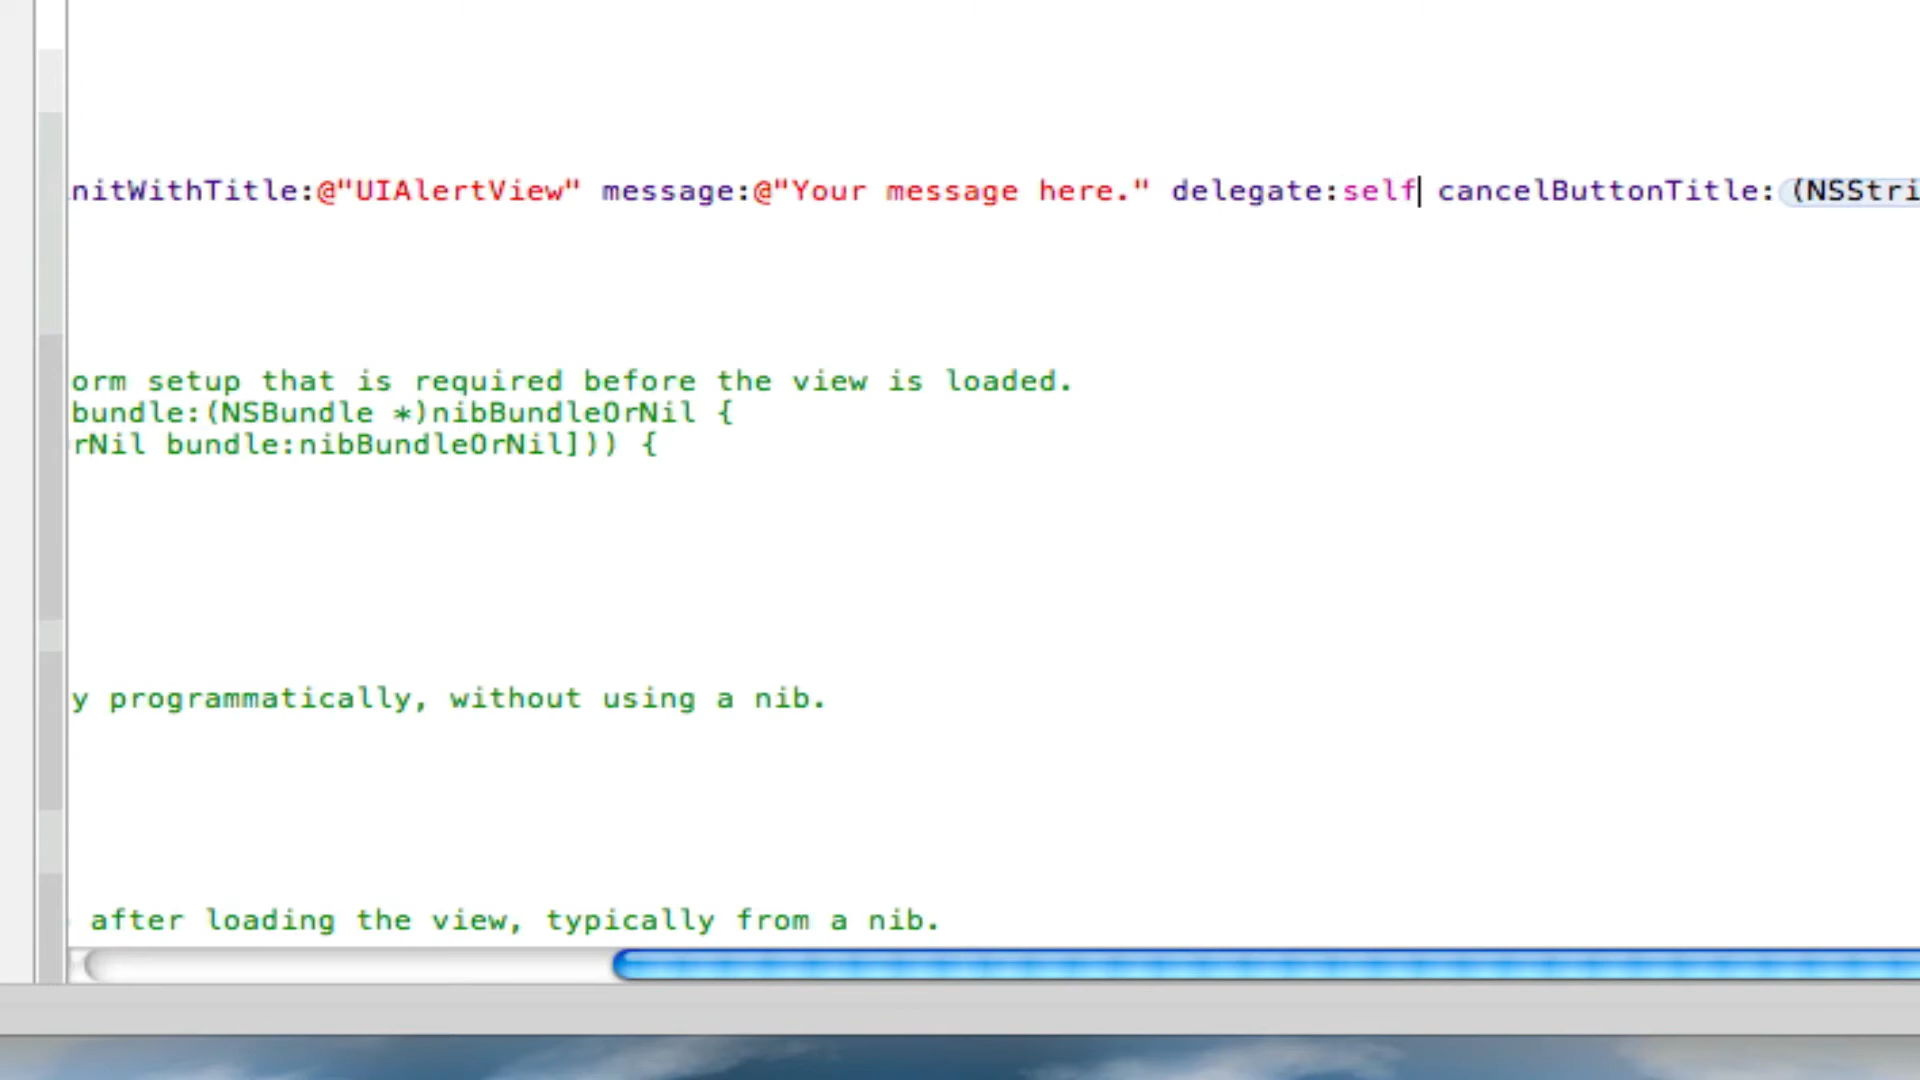 nitWithTitle:@"UIAlertView" message:@"Your message here." delegate:self cancelButtonTitle:(NSStri
orm setup that is required before the view is loaded.
bundle:(NSBundle *)nibBundleOrNil {
rNil bundle:nibBundleOrNil])) {
y programmatically, without using a nib.
after loading the view, typically from a nib.